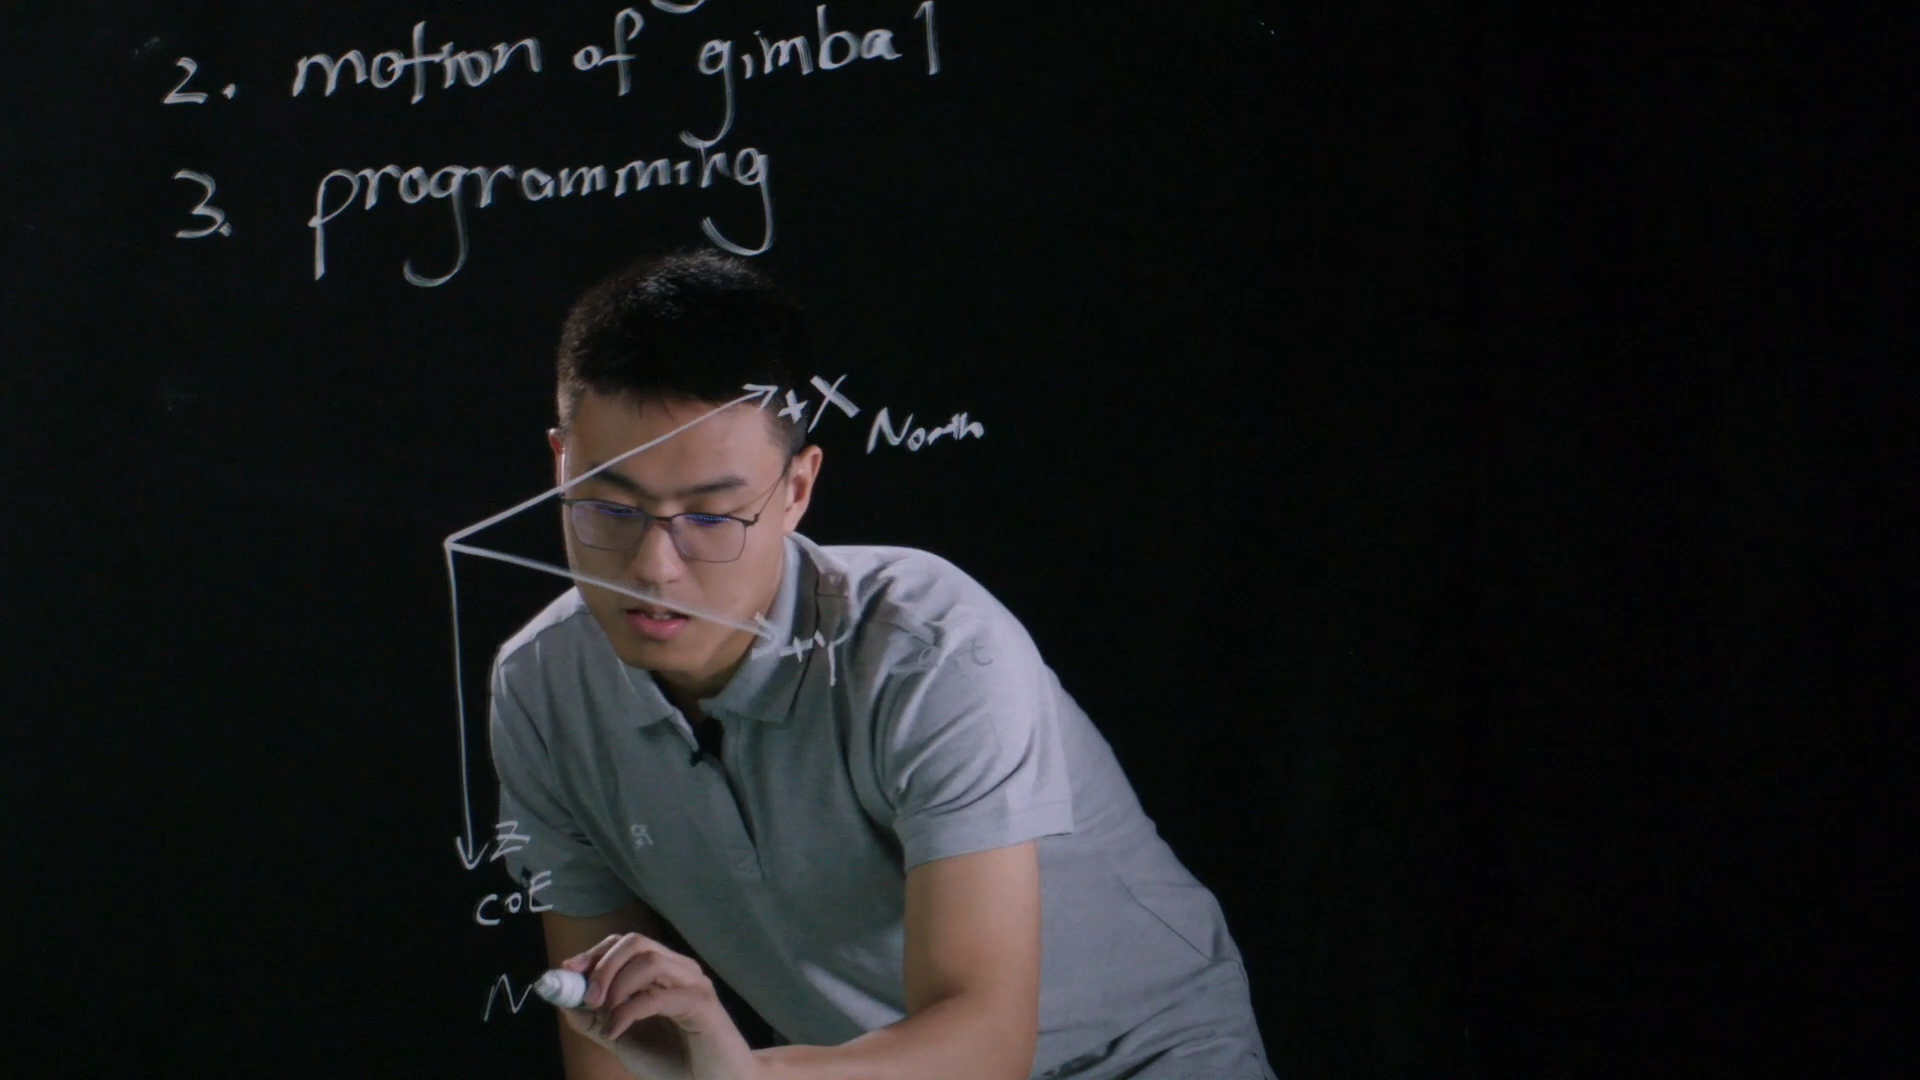 2. motion of gimbal
3. programming
+X North
+Y
Z
COE
N